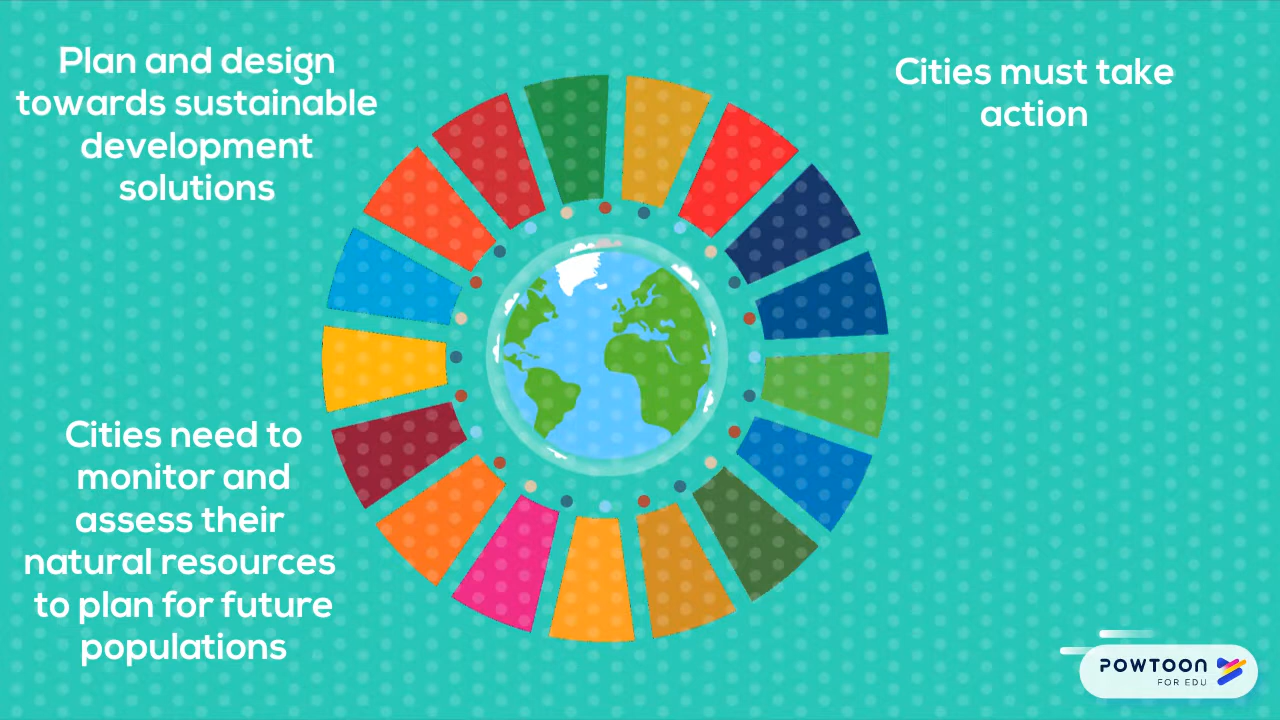 Plan and design
towards sustainable
development
solutions
Cities must take
action
Cities need to
monitor and
assess their
natural resources
to plan for future
populations
POWTOON
FOR EDU